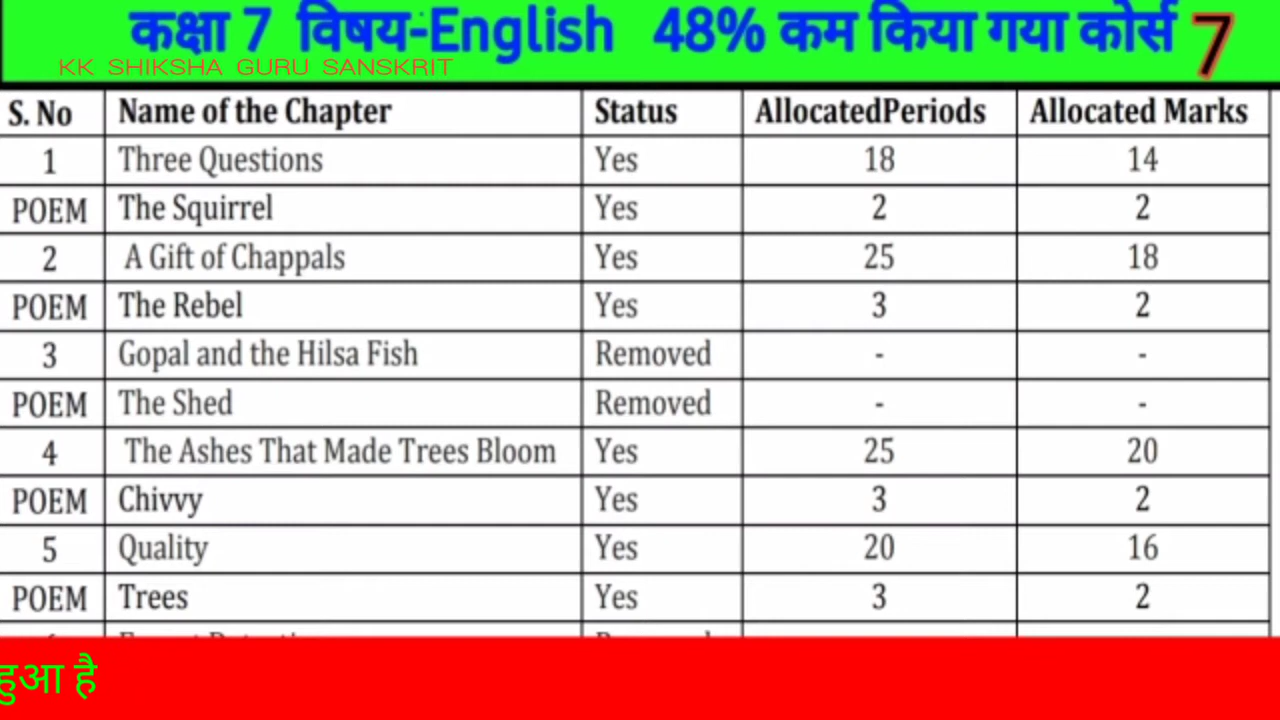 कक्षा 7 विषय-English 48% कम किया गया कोर्स 7
KK SHIKSHA GURU SANSKRIT
S. No Name of the Chapter Status AllocatedPeriods Allocated Marks
1 Three Questions Yes 18 14
POEM The Squirrel Yes 2 2
2 A Gift of Chappals Yes 25 18
POEM The Rebel Yes 3 2
3 Gopal and the Hilsa Fish Removed - -
POEM The Shed Removed - -
4 The Ashes That Made Trees Bloom Yes 25 20
POEM Chivvy Yes 3 2
5 Quality Yes 20 16
POEM Trees Yes 3 2
हुआ है